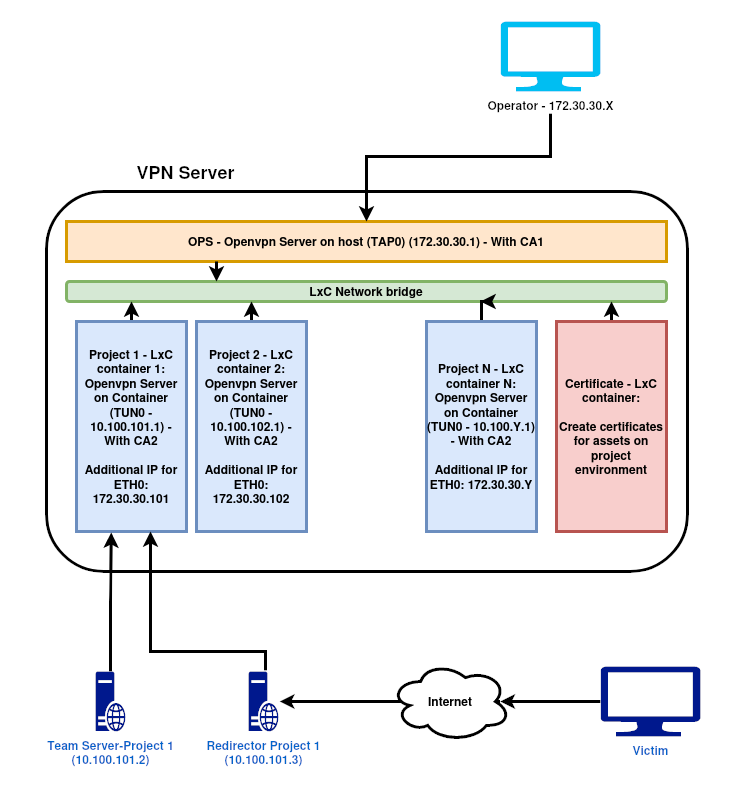 Operator - 172.30.30.X
VPN Server
OPS - Openvpn Server on host (TAP0) (172.30.30.1) - With CA1
LxC Network bridge
Project 1 - LxC
container 1:
Openvpn Server
on Container
(TUN0 -
10.100.101.1) -
With CA2
Additional IP for
ETH0:
172.30.30.101
Project 2 - LxC
container 2:
Openvpn Server
on Container
(TUN0 -
10.100.102.1) -
With CA2
Additional IP for
ETH0:
172.30.30.102
Project N - LxC
container N:
Openvpn Server
on Container
(TUN0 - 10.100.Y.1)
- With CA2
Additional IP for
ETH0: 172.30.30.Y
Certificate - LxC
container:
Create certificates
for assets on
project
environment
Team Server-Project 1
(10.100.101.2)
Redirector Project 1
(10.100.101.3)
Internet
Victim